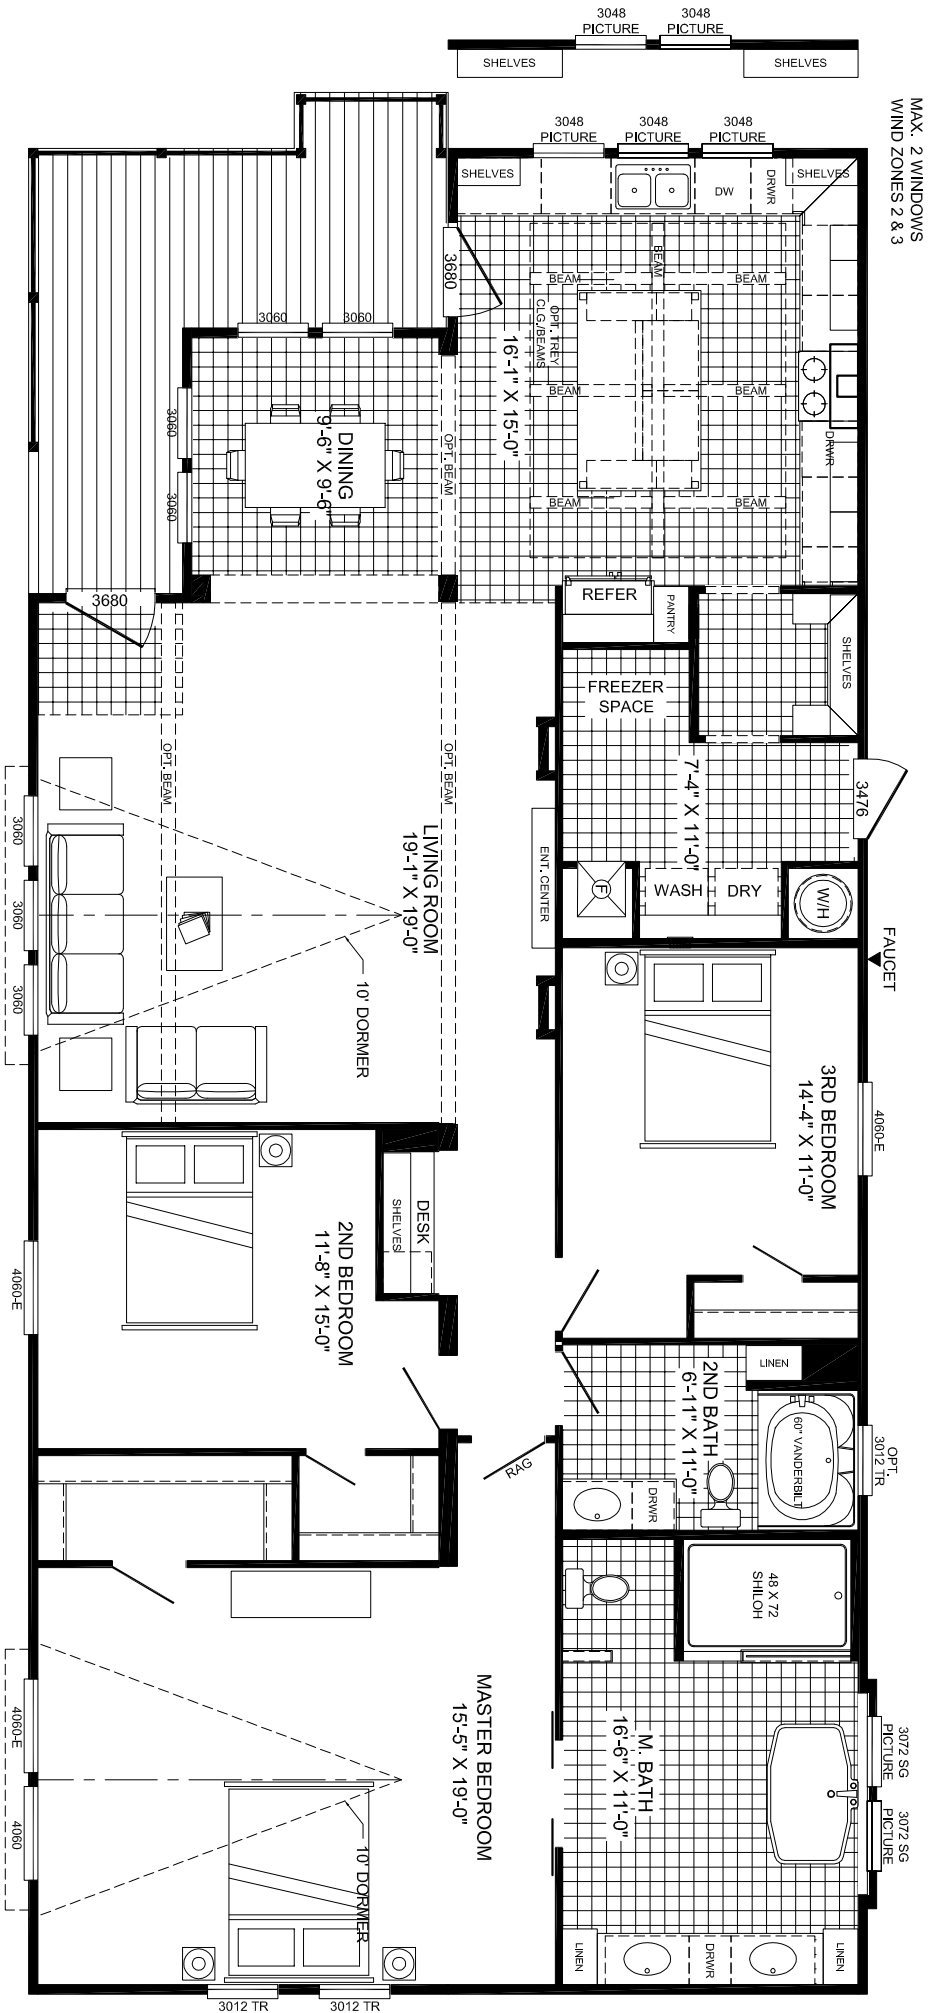 3048
PICTURE
3048
PICTURE
SHELVES
SHELVES
MAX. 2 WINDOWS
WIND ZONES 2 & 3
3048
PICTURE
3048
PICTURE
3048
PICTURE
SHELVES
DW
DRWR
SHELVES
3680
BEAM
BEAM
BEAM
OPT. TREY
CLG./BEAMS
16'-1" X 15'-0"
BEAM
BEAM
BEAM
BEAM
DRWR
3060
3060
3060
3060
DINING
9'-6" X 9'-6"
OPT. BEAM
3680
REFER
PANTRY
SHELVES
FREEZER
SPACE
7'-4" X 11'-0"
3476
OPT. BEAM
OPT. BEAM
LIVING ROOM
19'-1" X 19'-0"
ENT. CENTER
F
WASH
DRY
W/H
FAUCET
3060
3060
3060
10' DORMER
3RD BEDROOM
14'-4" X 11'-0"
4060-E
DESK
SHELVES
2ND BEDROOM
11'-8" X 15'-0"
4060-E
2ND BATH
6'-11" X 11'-0"
LINEN
60" VANDERBILT
OPT.
3012 TR
DRWR
RAG
48 X 72
SHILOH
MASTER BEDROOM
15'-5" X 19'-0"
M. BATH
16'-6" X 11'-0"
3072 SG
PICTURE
3072 SG
PICTURE
4060-E
4060
10' DORMER
LINEN
DRWR
LINEN
3012 TR
3012 TR